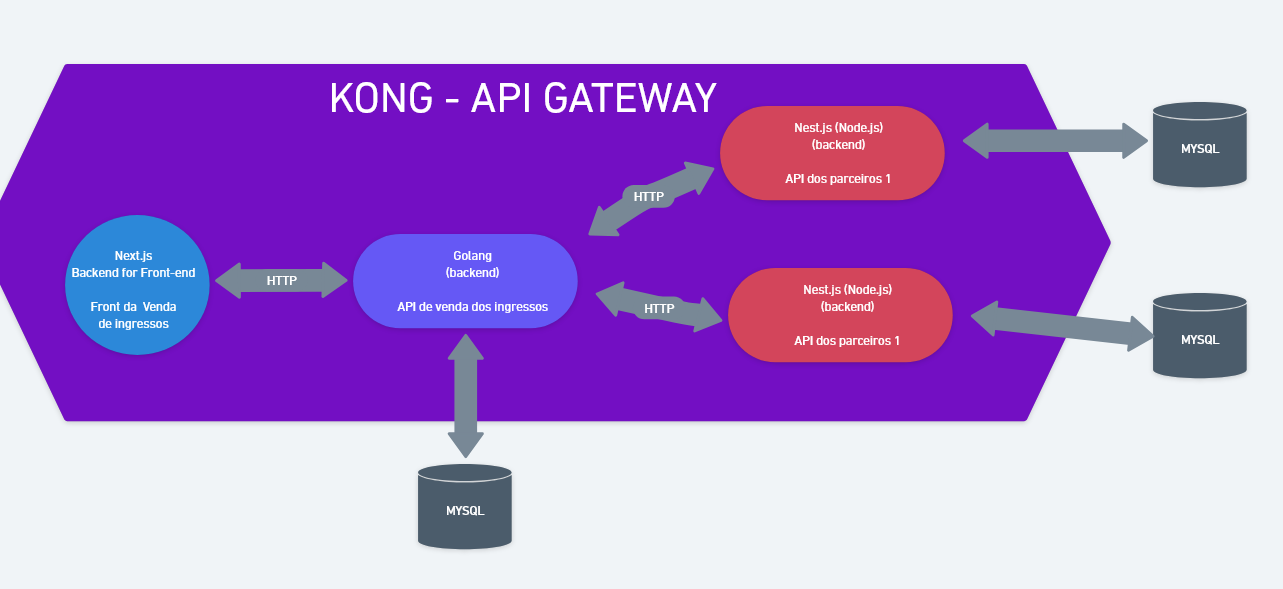 KONG - API GATEWAY
Nest.js (Node.js)
(backend)
API dos parceiros 1
MYSQL
HTTP
Next.js
Backend for Front-end
Front da Venda
de ingressos
HTTP
Golang
(backend)
API de venda dos ingressos
HTTP
Nest.js (Node.js)
(backend)
API dos parceiros 1
MYSQL
MYSQL